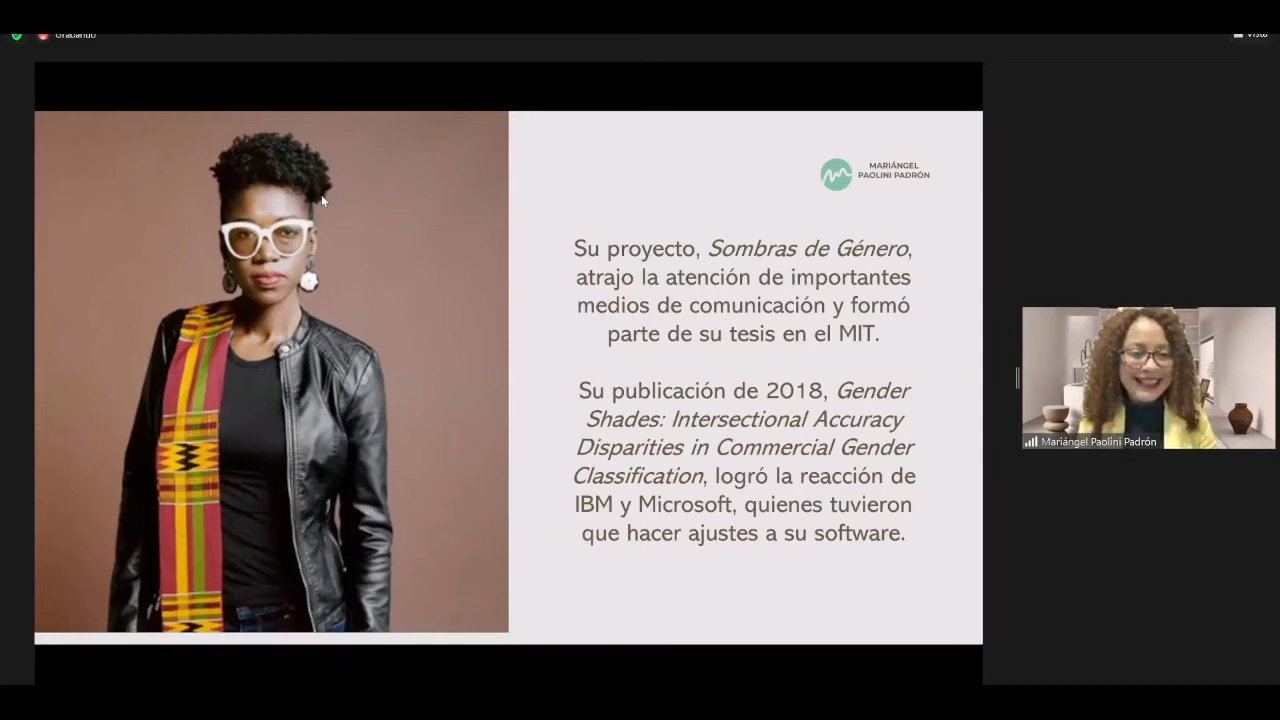 Grabando
Vista
MARIÁNGEL
PAOLINI PADRÓN
Su proyecto, Sombras de Género,
atrajo la atención de importantes
medios de comunicación y formó
parte de su tesis en el MIT.
Su publicación de 2018, Gender
Shades: Intersectional Accuracy
Disparities in Commercial Gender
Classification, logró la reacción de
IBM y Microsoft, quienes tuvieron
que hacer ajustes a su software.
Mariángel Paolini Padrón